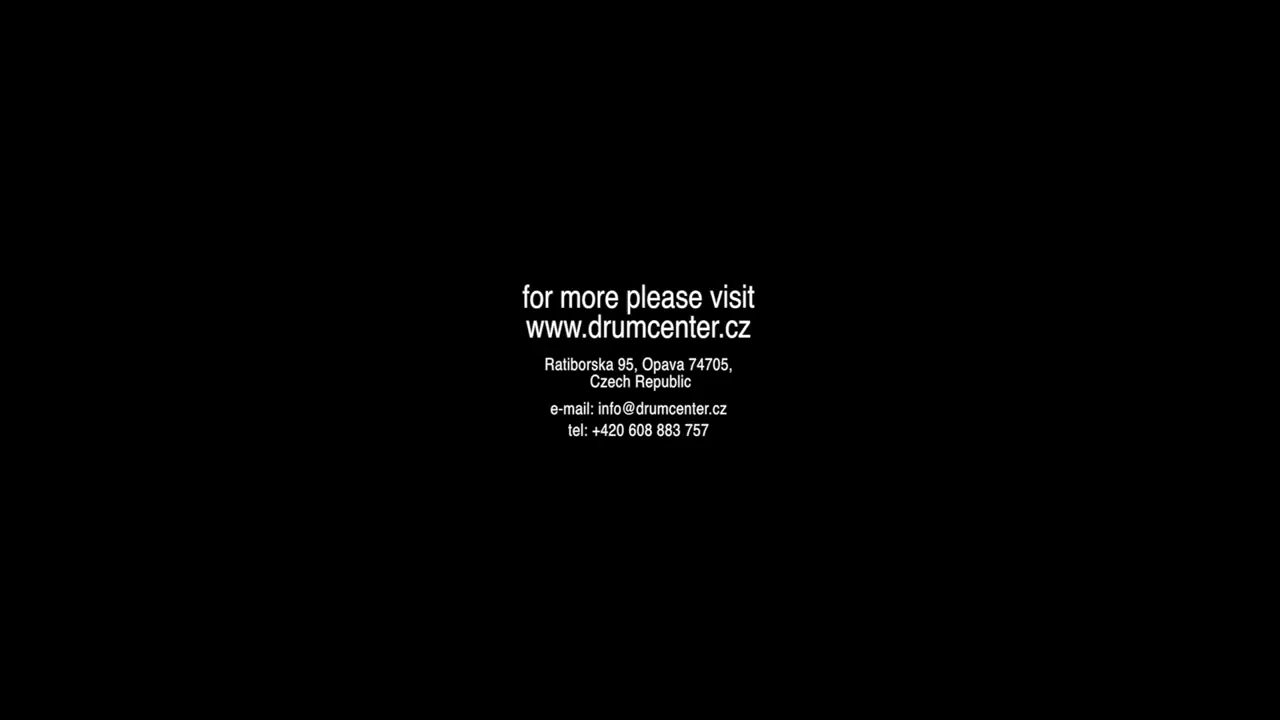 for more please visit
www.drumcenter.cz
Ratiborska 95, Opava 74705,
Czech Republic
e-mail: info@drumcenter.cz
tel: +420 608 883 757